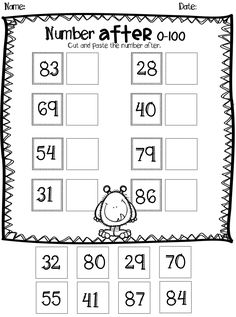 Name: Date:
Number after 0-100
Cut and paste the number after.
83 28
69 40
54 79
31 86
32 80 29 70
55 41 87 84